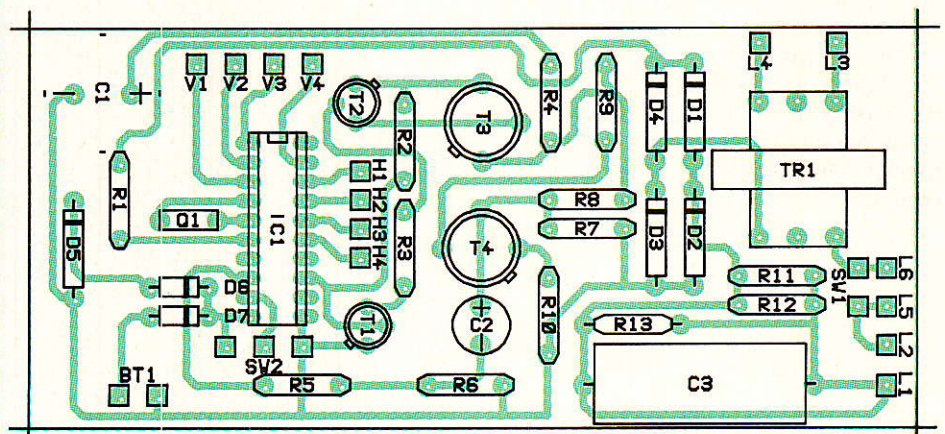 L4
L3
V1
V2
V3
V4
C1
T2
T3
R4
R9
D4
D1
TR1
R2
R1
H1
H2
H3
H4
Q1
IC1
R8
R7
R3
T4
D5
D3
D2
L6
SW1
R11
L5
D6
D7
R12
T1
C2
R10
R13
L2
SW2
BT1
R5
R6
C3
L1